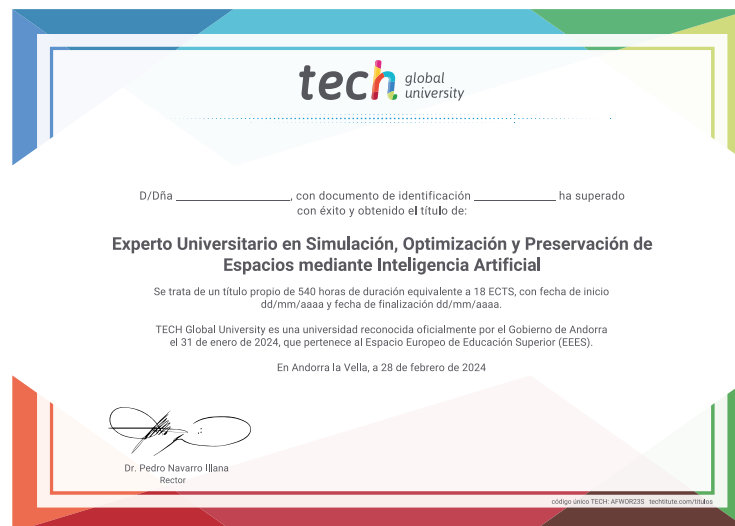 tech global university
D/Dña ____________________, con documento de identificación ______________ ha superado
con éxito y obtenido el título de:
Experto Universitario en Simulación, Optimización y Preservación de
Espacios mediante Inteligencia Artificial
Se trata de un título propio de 540 horas de duración equivalente a 18 ECTS, con fecha de inicio
dd/mm/aaaa y fecha de finalización dd/mm/aaaa.
TECH Global University es una universidad reconocida oficialmente por el Gobierno de Andorra
el 31 de enero de 2024, que pertenece al Espacio Europeo de Educación Superior (EEES).
En Andorra la Vella, a 28 de febrero de 2024
Dr. Pedro Navarro Illana
Rector
código único TECH: AFWOR23S techtitute.com/titulos